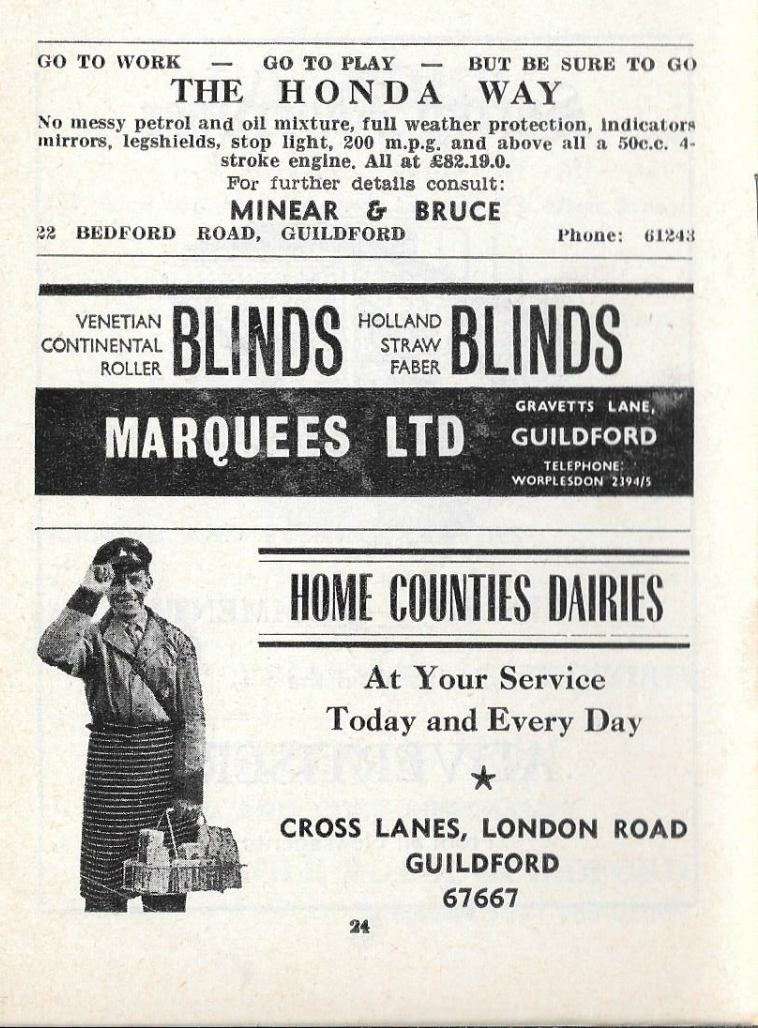 GO TO WORK — GO TO PLAY — BUT BE SURE TO GO
THE HONDA WAY
No messy petrol and oil mixture, full weather protection, indicators
mirrors, legshields, stop light, 200 m.p.g. and above all a 50c.c. 4-
stroke engine. All at £82.19.0.
For further details consult:
MINEAR & BRUCE
22 BEDFORD ROAD, GUILDFORD Phone: 61243
VENETIAN
CONTINENTAL
ROLLER
BLINDS
HOLLAND
STRAW
FABER
BLINDS
MARQUEES LTD
GRAVETTS LANE,
GUILDFORD
TELEPHONE:
WORPLESDON 2394/5
HOME COUNTIES DAIRIES
At Your Service
Today and Every Day
CROSS LANES, LONDON ROAD
GUILDFORD
67667
24